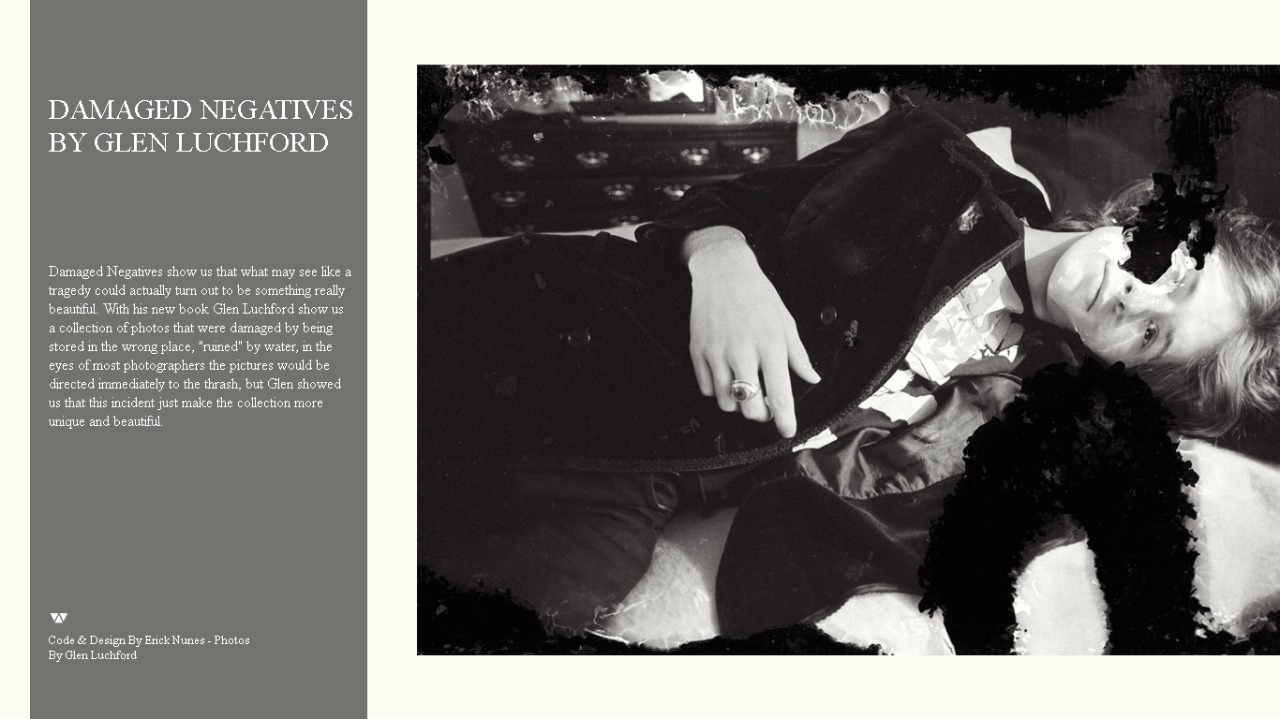 DAMAGED NEGATIVES
BY GLEN LUCHFORD
Damaged Negatives show us that what may see like a
tragedy could actually turn out to be something really
beautiful. With his new book Glen Luchford show us
a collection of photos that were damaged by being
stored in the wrong place, "ruined" by water, in the
eyes of most photographers the pictures would be
directed immediately to the thrash, but Glen showed
us that this incident just make the collection more
unique and beautiful.
Code & Design By Erick Nunes - Photos
By Glen Luchford